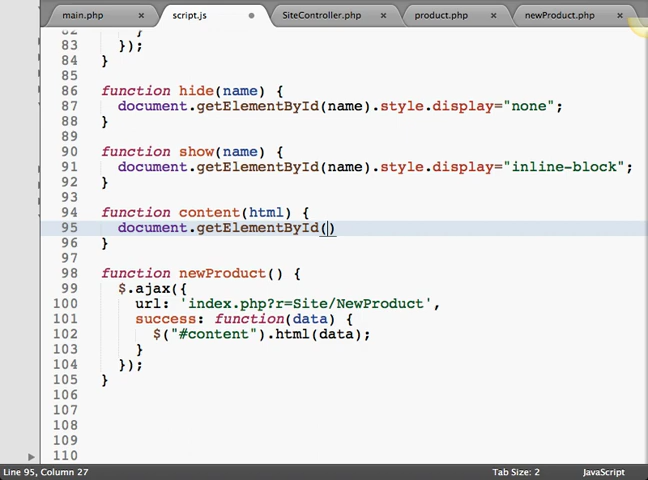 main.php × script.js SiteController.php × product.php × newProduct.php ×
82 }
83 });
84 }
85
86 function hide(name) {
87 document.getElementById(name).style.display="none";
88 }
89
90 function show(name) {
91 document.getElementById(name).style.display="inline-block";
92 }
93
94 function content(html) {
95 document.getElementById()
96 }
97
98 function newProduct() {
99 $.ajax({
100 url: 'index.php?r=Site/NewProduct',
101 success: function(data) {
102 $("#content").html(data);
103 }
104 });
105 }
106
107
108
109
110
Line 95, Column 27 Tab Size: 2 JavaScript